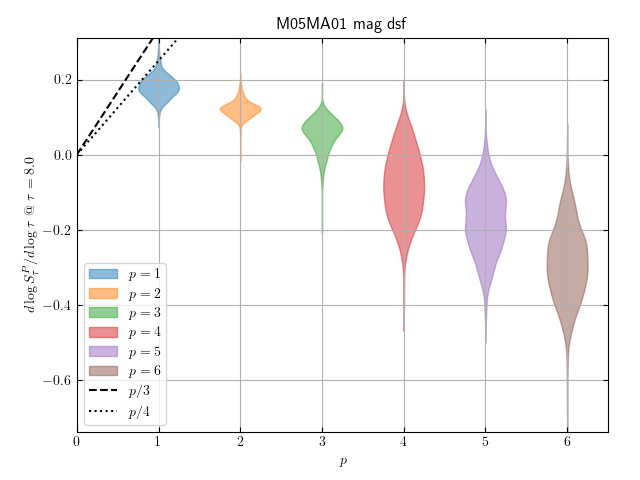 M05MA01 mag dsf
d log S_τ^P / d log τ @ τ = 8.0
0.2
0.0
−0.2
−0.4
−0.6
p = 1
p = 2
p = 3
p = 4
p = 5
p = 6
p/3
p/4
0 1 2 3 4 5 6
p